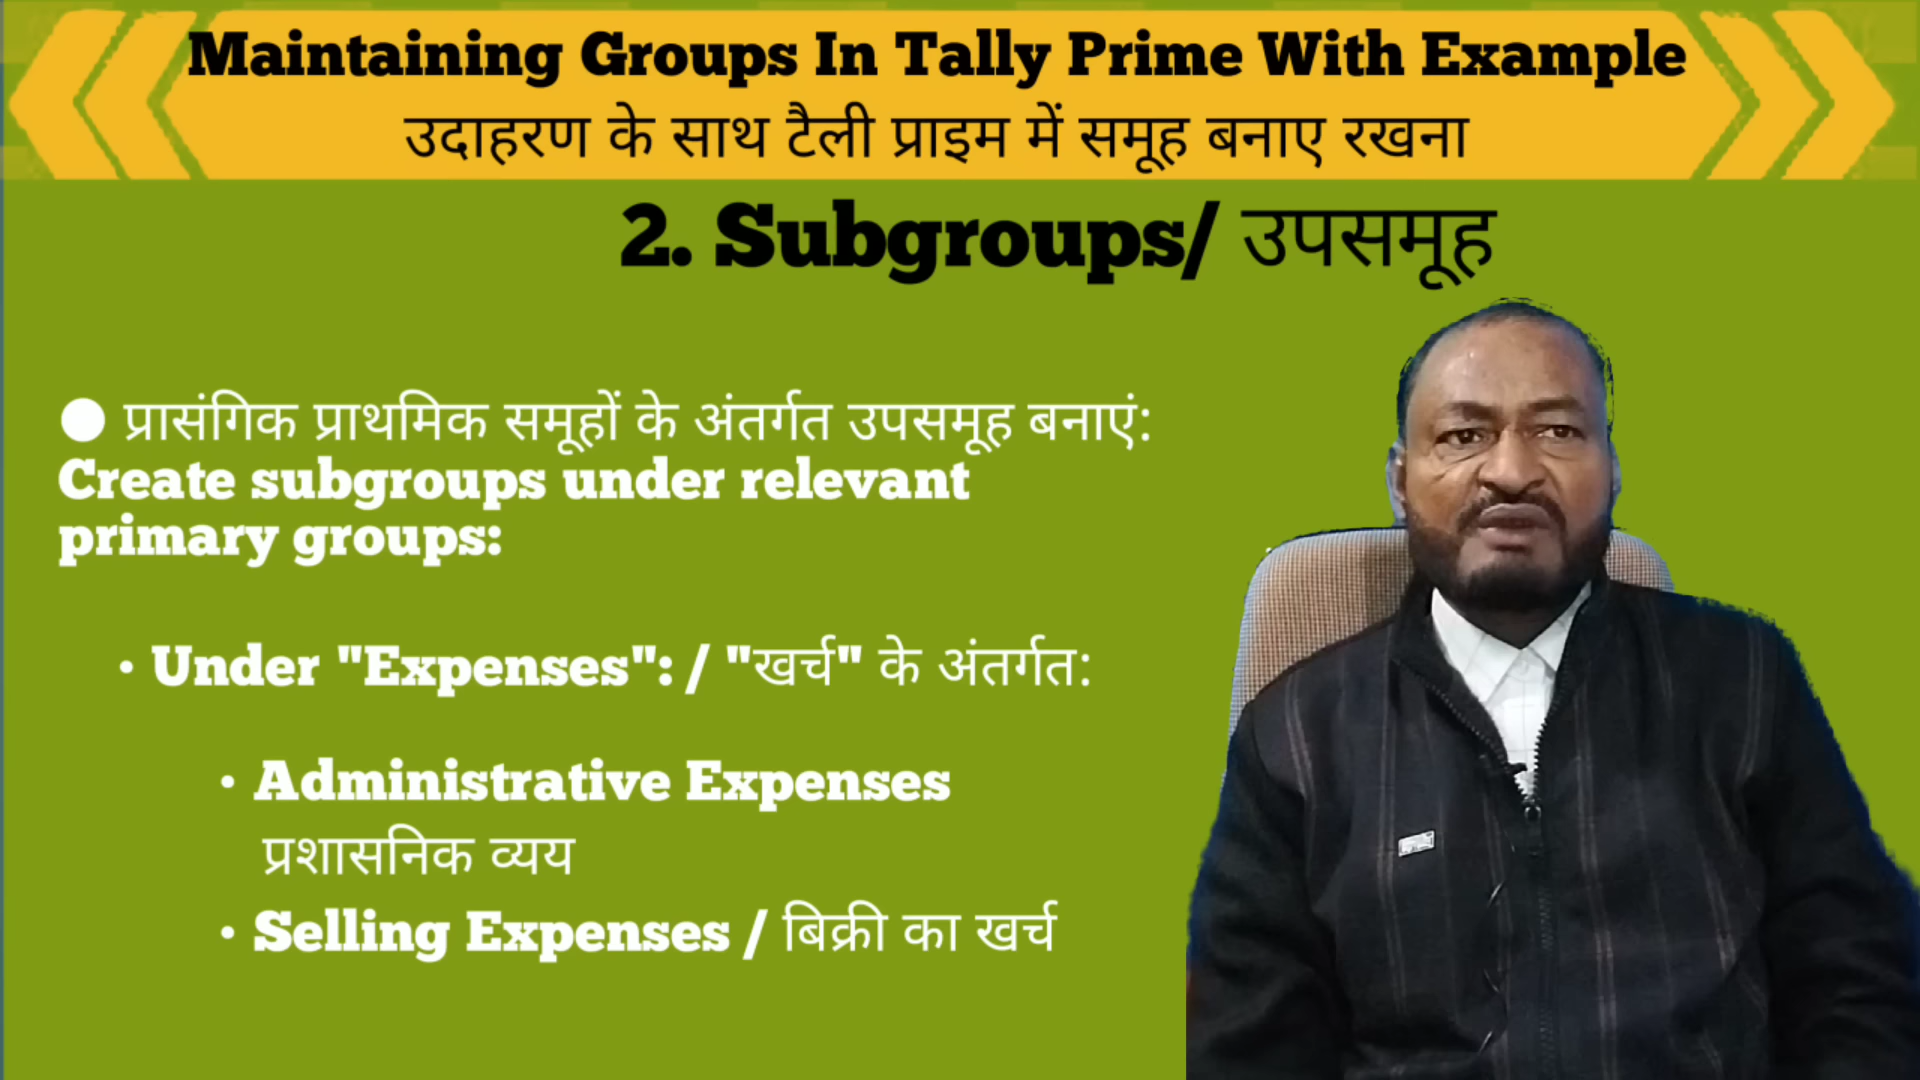 Maintaining Groups In Tally Prime With Example
उदाहरण के साथ टैली प्राइम में समूह बनाए रखना
2. Subgroups/ उपसमूह
● प्रासंगिक प्राथमिक समूहों के अंतर्गत उपसमूह बनाएं:
Create subgroups under relevant
primary groups:
• Under "Expenses": / "खर्च" के अंतर्गत:
• Administrative Expenses
प्रशासनिक व्यय
• Selling Expenses / बिक्री का खर्च